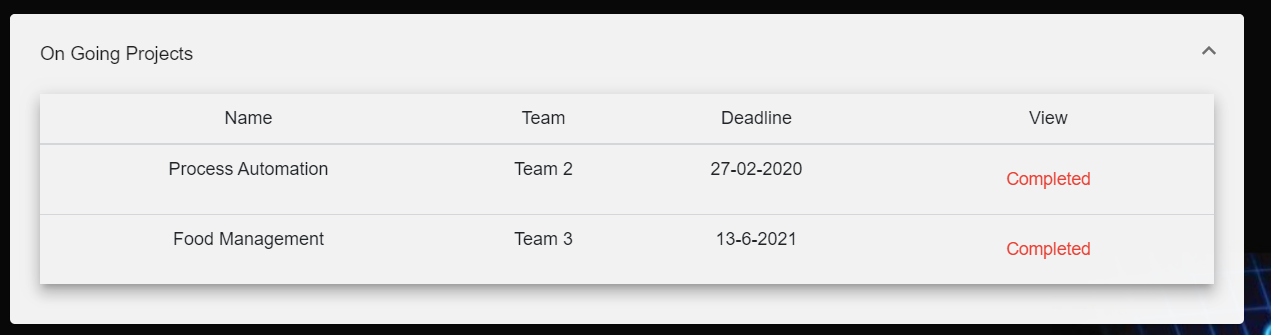 On Going Projects
Name Team Deadline View
Process Automation Team 2 27-02-2020 Completed
Food Management Team 3 13-6-2021 Completed